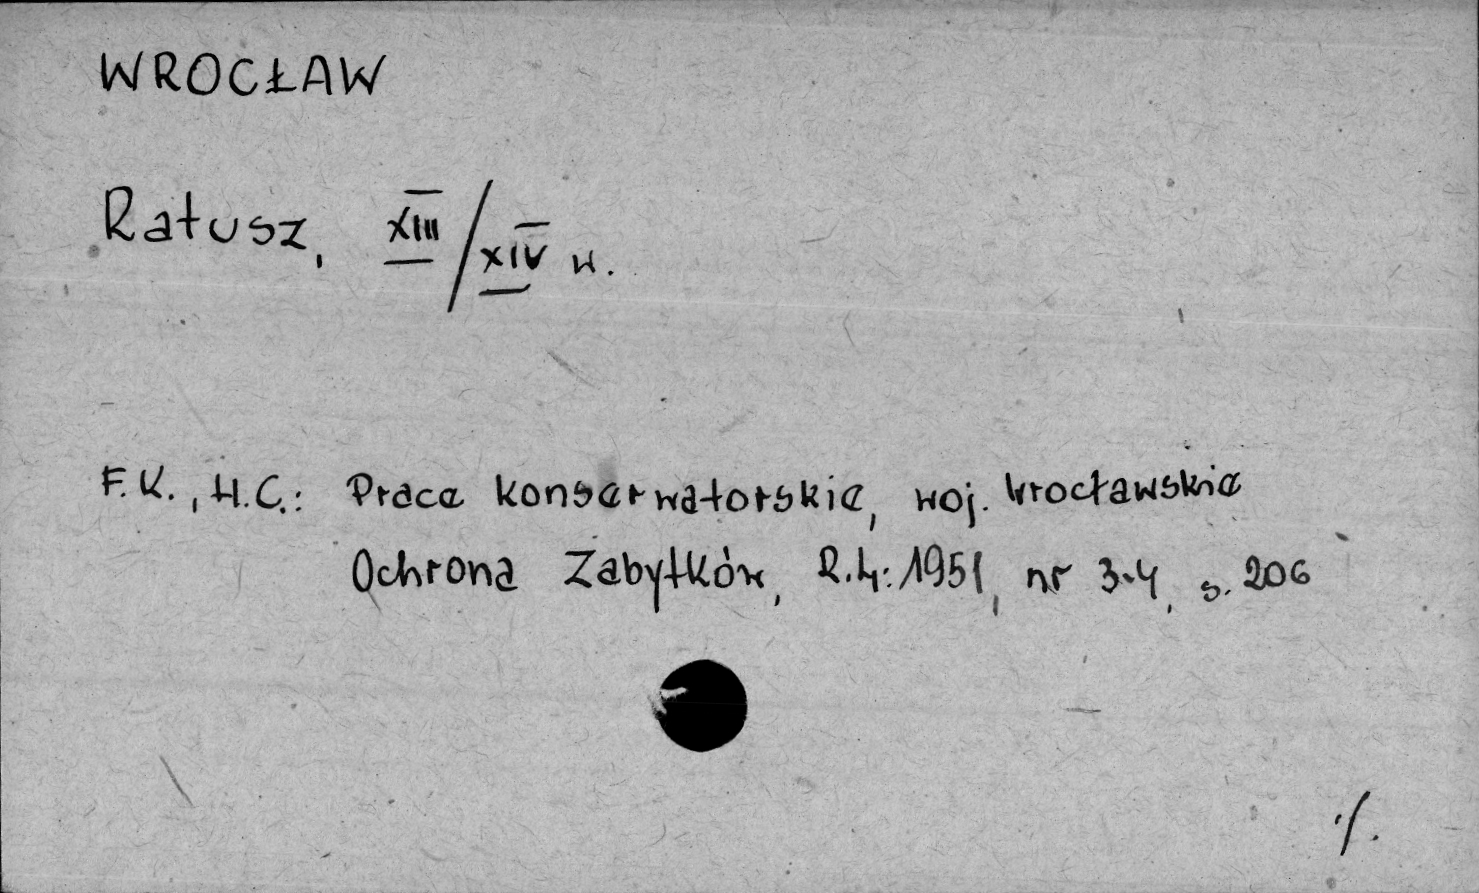 WROCŁAW
Ratusz, XIII/XIV w.
F.K., H.C.: Prace konserwatorskie, woj. wrocławskie
Ochrona Zabytków, R.4:1951, nr 3-4, s. 206
./.